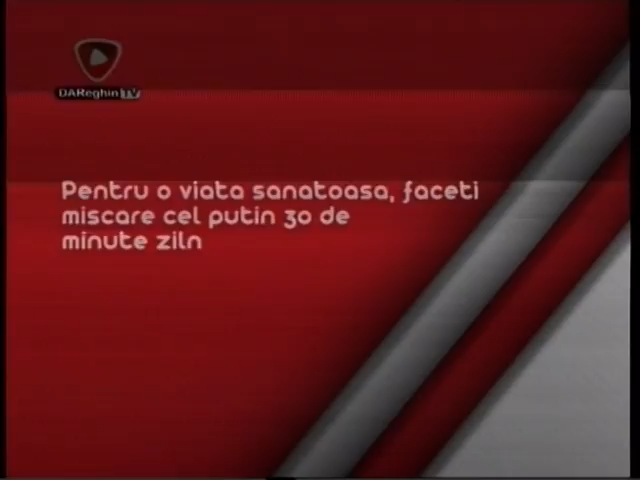 DAReghin TV
Pentru o viata sanatoasa, faceti
miscare cel putin 30 de
minute ziln